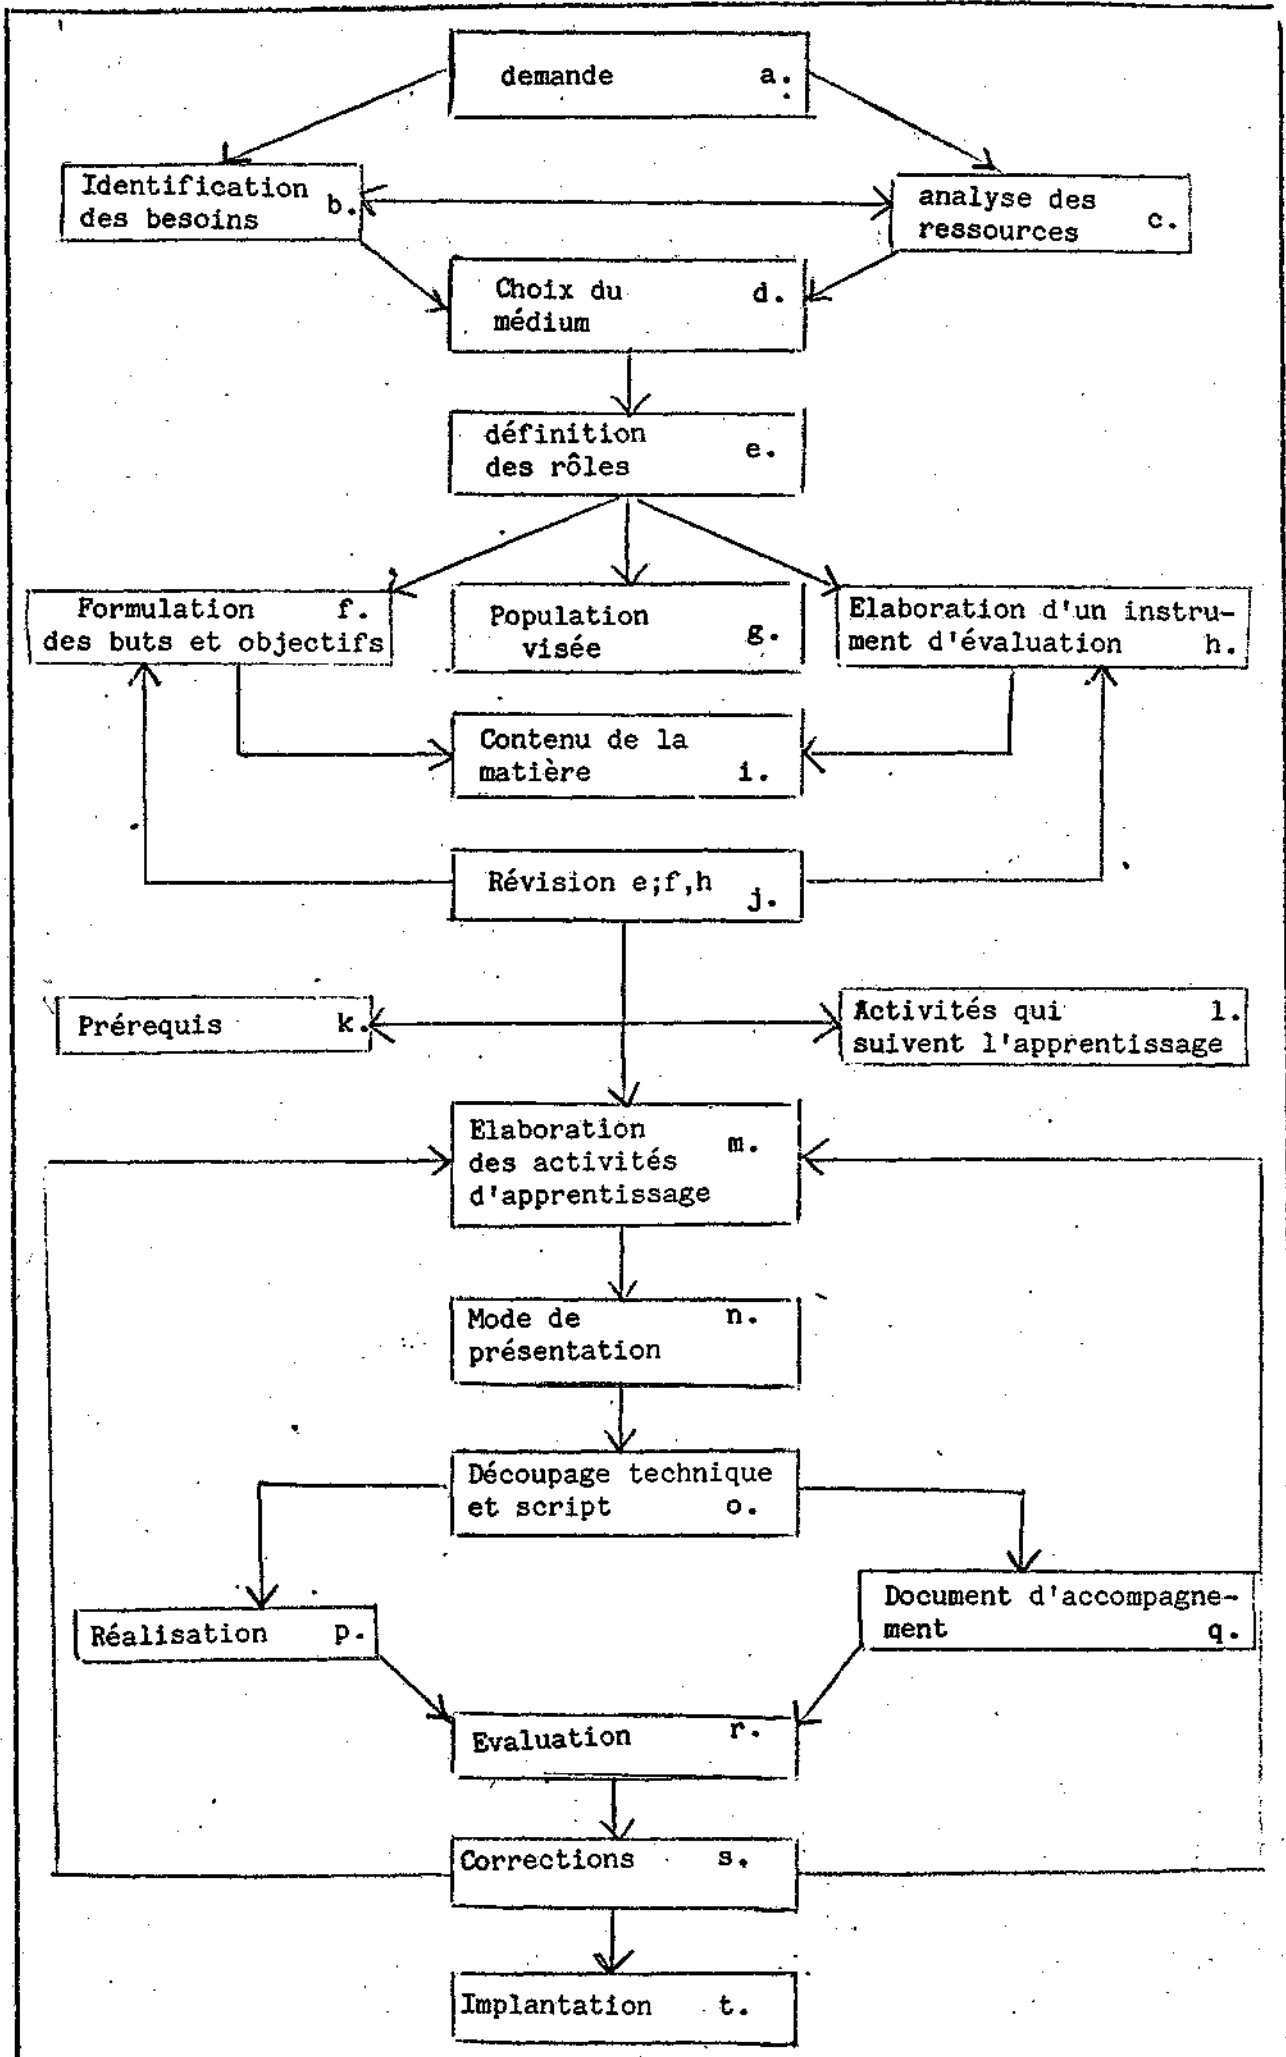 demande a.
Identification
des besoins b.
analyse des
ressources c.
Choix du d.
médium
définition
des rôles e.
Formulation f.
des buts et objectifs
Population
visée g.
Elaboration d'un instru-
ment d'évaluation h.
Contenu de la
matière i.
Révision e;f,h j.
Prérequis k.
Activités qui l.
suivent l'apprentissage
Elaboration
des activités m.
d'apprentissage
Mode de n.
présentation
Découpage technique
et script o.
Réalisation p.
Document d'accompagne-
ment q.
Evaluation r.
Corrections s.
Implantation t.